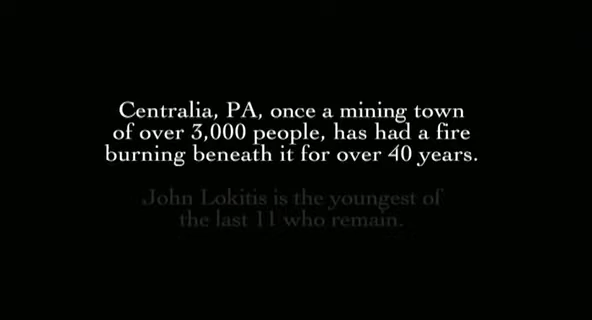 Centralia, PA, once a mining town
of over 3,000 people, has had a fire
burning beneath it for over 40 years.
John Lokitis is the youngest of
the last 11 who remain.